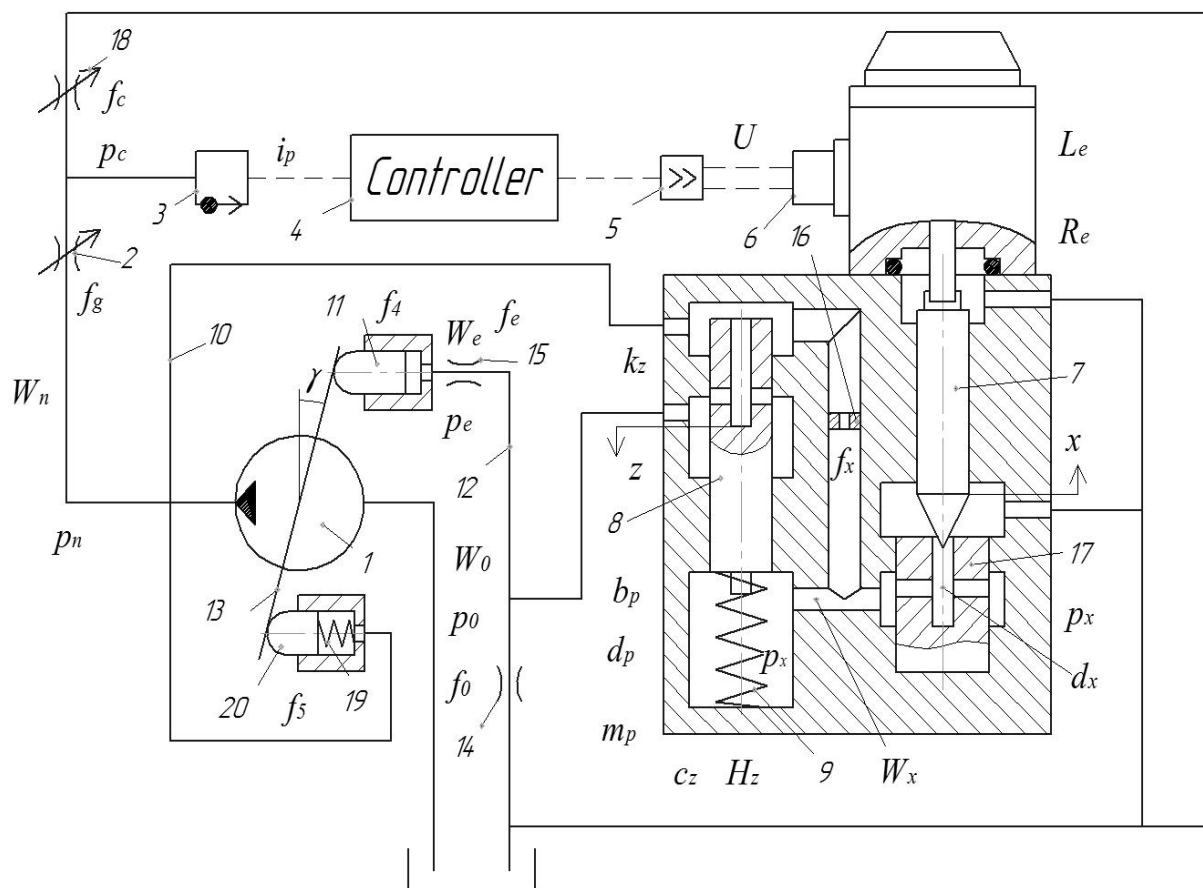 18
f_c
p_c
i_p
Controller
U
L_e
3
4
5
6
16
R_e
2
f_g
10
11
f_4
W_e
f_e
15
γ
k_z
7
W_n
p_e
z
f_x
x
12
8
p_n
1
W_0
17
13
p_0
b_p
p_x
d_p
p_x
d_x
20
f_5
19
f_0
14
m_p
c_z
H_z
9
W_x